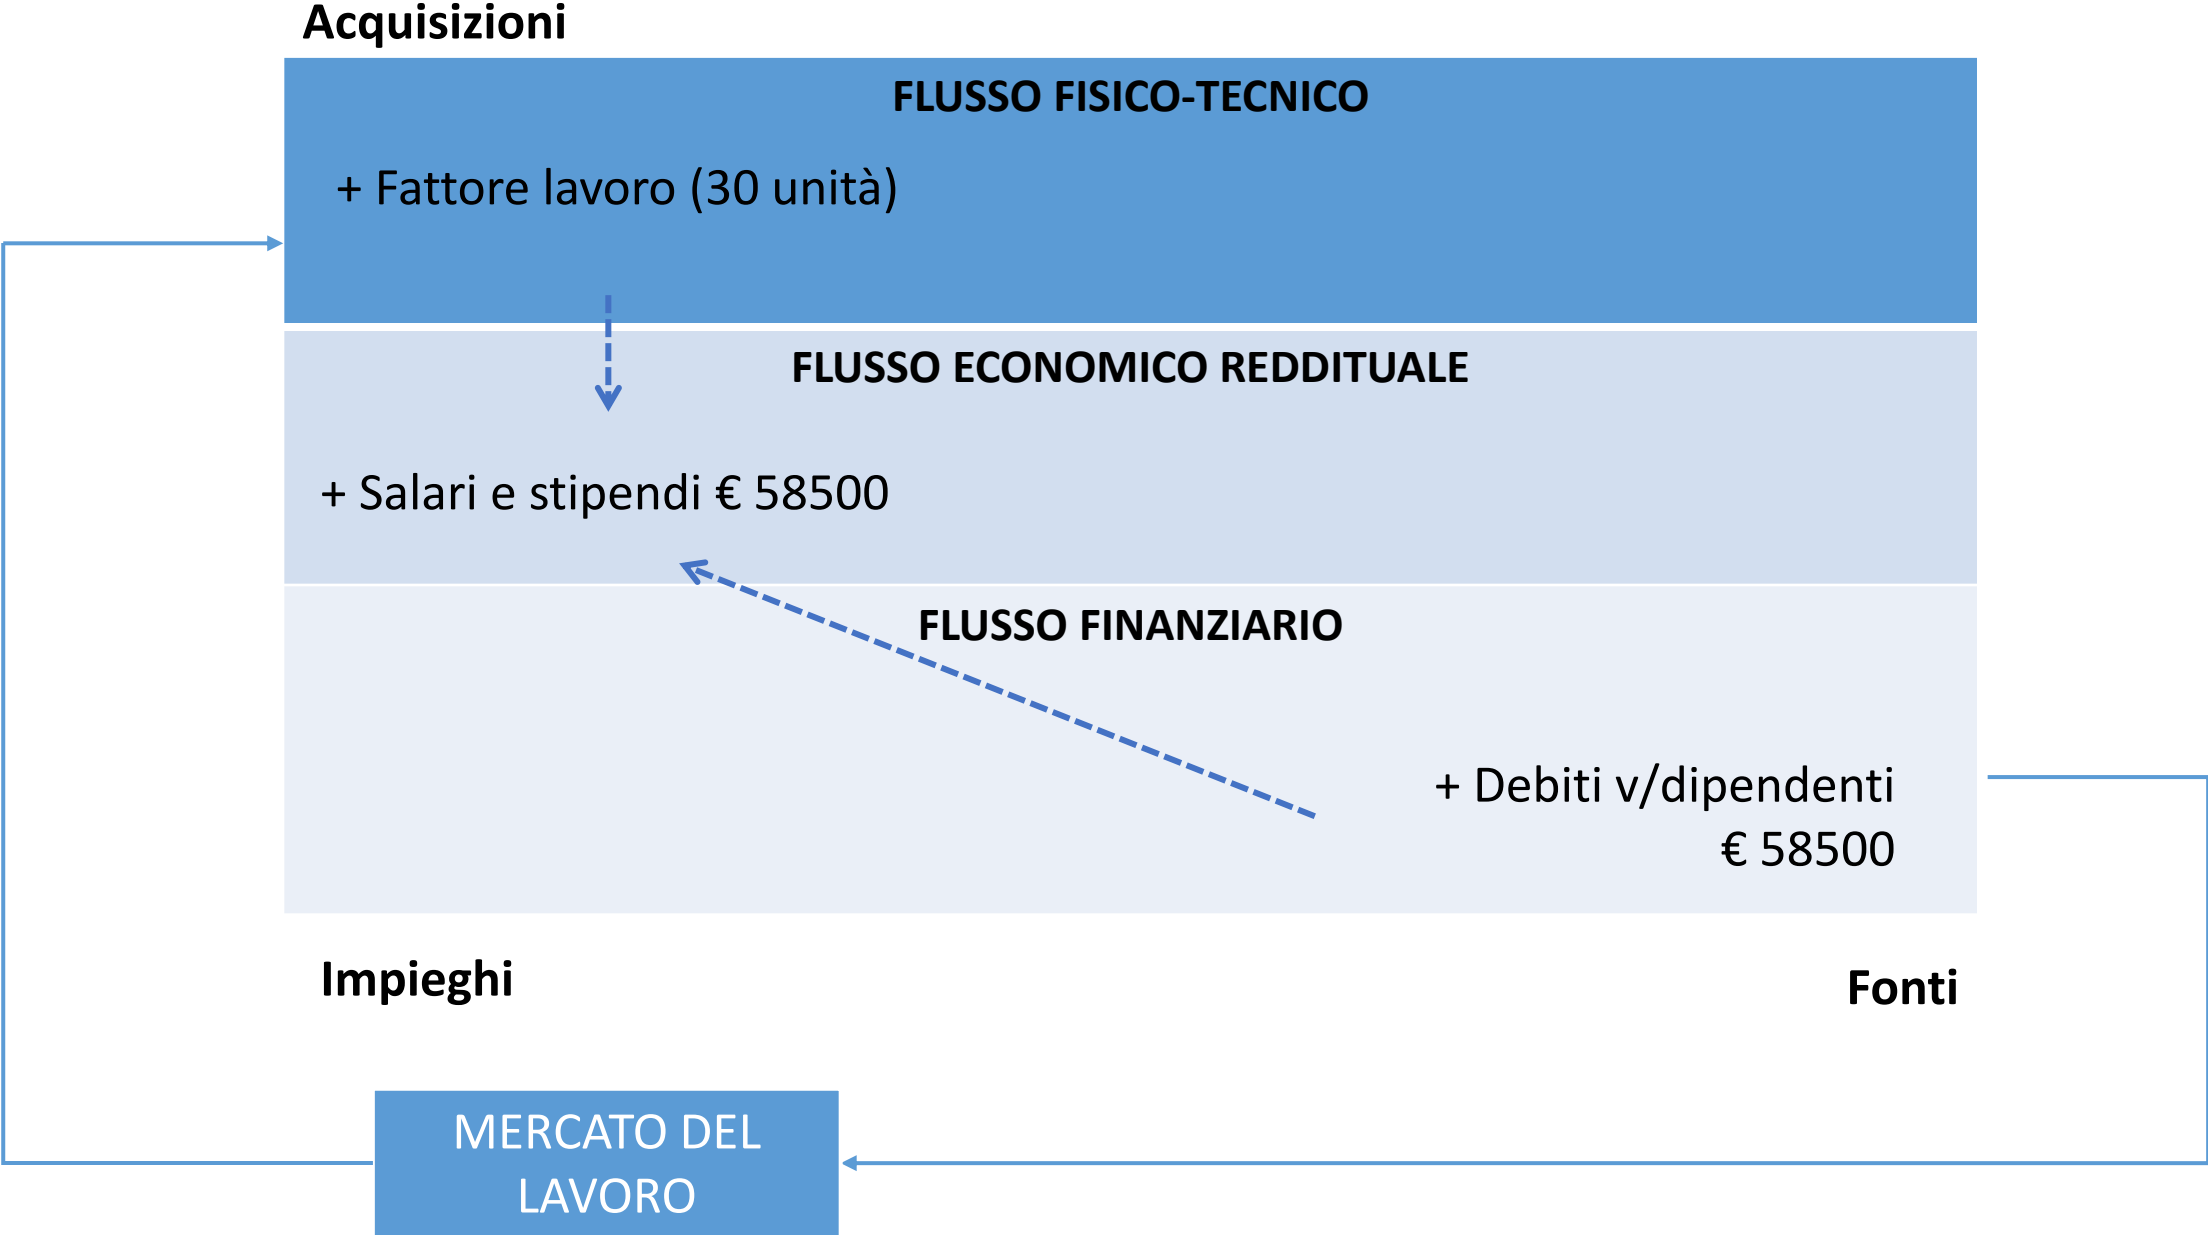 Acquisizioni
FLUSSO FISICO-TECNICO
+ Fattore lavoro (30 unità)
FLUSSO ECONOMICO REDDITUALE
+ Salari e stipendi € 58500
FLUSSO FINANZIARIO
+ Debiti v/dipendenti
€ 58500
Impieghi
Fonti
MERCATO DEL
LAVORO